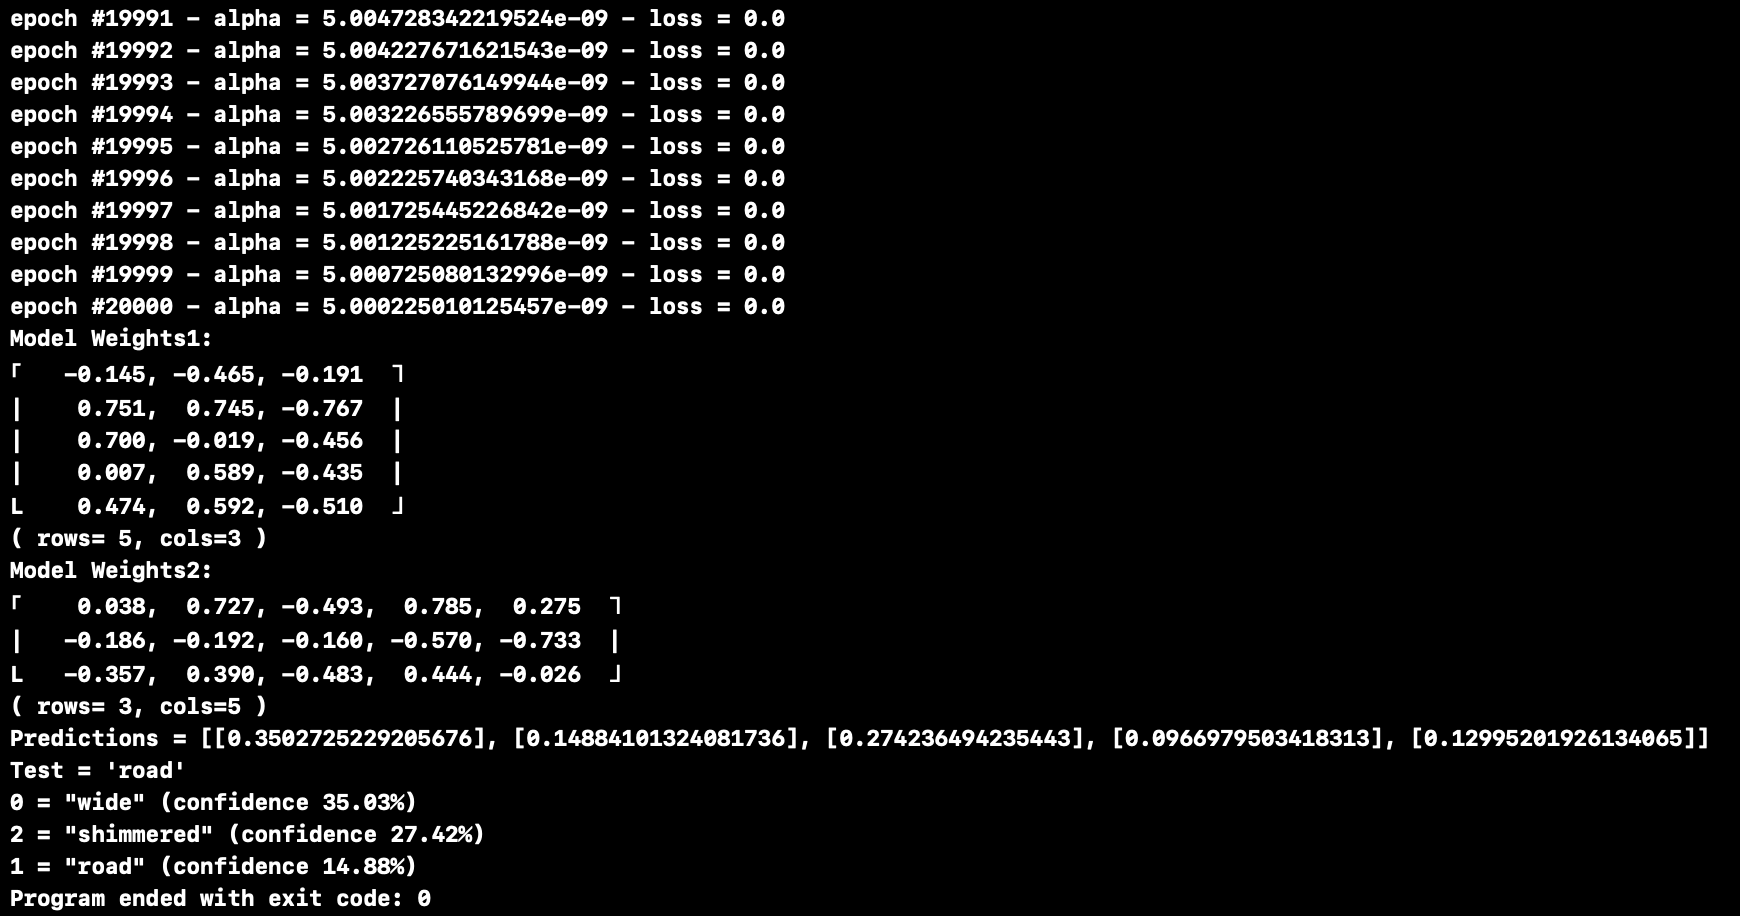 epoch #19991 - alpha = 5.004728342219524e-09 - loss = 0.0
epoch #19992 - alpha = 5.004227671621543e-09 - loss = 0.0
epoch #19993 - alpha = 5.003727076149944e-09 - loss = 0.0
epoch #19994 - alpha = 5.003226555789699e-09 - loss = 0.0
epoch #19995 - alpha = 5.002726110525781e-09 - loss = 0.0
epoch #19996 - alpha = 5.002225740343168e-09 - loss = 0.0
epoch #19997 - alpha = 5.001725445226842e-09 - loss = 0.0
epoch #19998 - alpha = 5.001225225161788e-09 - loss = 0.0
epoch #19999 - alpha = 5.000725080132996e-09 - loss = 0.0
epoch #20000 - alpha = 5.000225010125457e-09 - loss = 0.0
Model Weights1:
⎡   -0.145, -0.465, -0.191  ⎤
|    0.751,  0.745, -0.767  |
|    0.700, -0.019, -0.456  |
|    0.007,  0.589, -0.435  |
⎣    0.474,  0.592, -0.510  ⎦
( rows= 5, cols=3 )
Model Weights2:
⎡    0.038,  0.727, -0.493,  0.785,  0.275  ⎤
|   -0.186, -0.192, -0.160, -0.570, -0.733  |
⎣   -0.357,  0.390, -0.483,  0.444, -0.026  ⎦
( rows= 3, cols=5 )
Predictions = [[0.3502725229205676], [0.14884101324081736], [0.274236494235443], [0.0966979503418313], [0.12995201926134065]]
Test = 'road'
0 = "wide" (confidence 35.03%)
2 = "shimmered" (confidence 27.42%)
1 = "road" (confidence 14.88%)
Program ended with exit code: 0